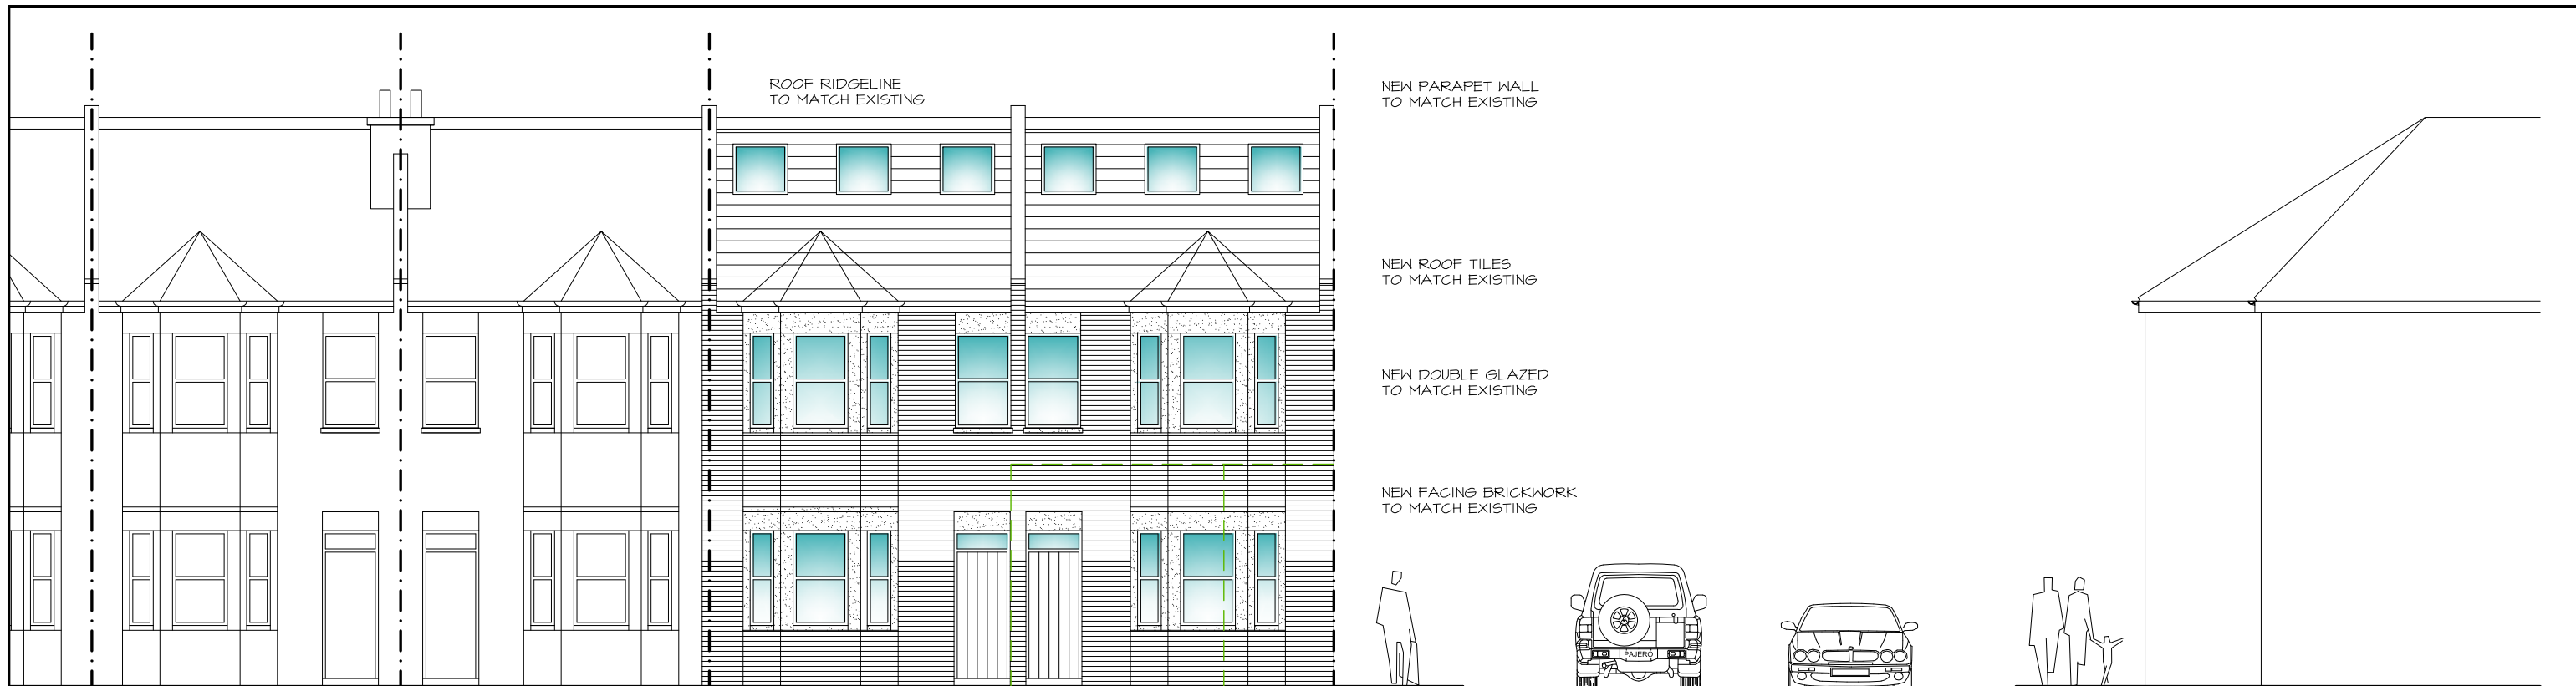 ROOF RIDGELINE
TO MATCH EXISTING
NEW PARAPET WALL
TO MATCH EXISTING
NEW ROOF TILES
TO MATCH EXISTING
NEW DOUBLE GLAZED
TO MATCH EXISTING
NEW FACING BRICKWORK
TO MATCH EXISTING
PAJERO